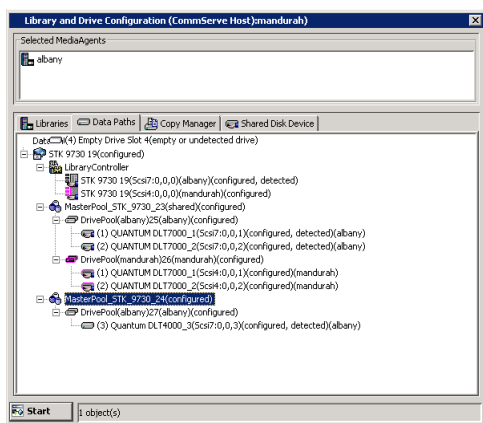 Library and Drive Configuration (CommServe Host):mandurah)
Selected MediaAgents
albany
Libraries Data Paths Copy Manager Shared Disk Device
(4) Empty Drive Slot 4(empty or undetected drive)
STK 9730 19(configured)
LibraryController
STK 9730 19(Scsi7:0,0,0)(albany)(configured, detected)
STK 9730 19(Scsi4:0,0,0)(mandurah)(configured)
MasterPool_STK_9730_23(shared)(configured)
DrivePool(albany)25(albany)(configured)
(1) QUANTUM DLT7000_1(Scsi7:0,0,1)(configured, detected)(albany)
(2) QUANTUM DLT7000_2(Scsi7:0,0,2)(configured, detected)(albany)
DrivePool(mandurah)26(mandurah)(configured)
(1) QUANTUM DLT7000_1(Scsi4:0,0,1)(configured)(mandurah)
(2) QUANTUM DLT7000_2(Scsi4:0,0,2)(configured)(mandurah)
MasterPool_STK_9730_24(configured)
DrivePool(albany)27(albany)(configured)
(3) Quantum DLT4000_3(Scsi7:0,0,3)(configured, detected)(albany)
Start 1 object(s)